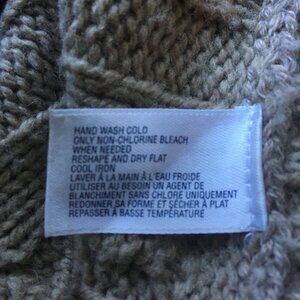 HAND WASH COLD
ONLY NON-CHLORINE BLEACH
WHEN NEEDED
RESHAPE AND DRY FLAT
COOL IRON
LAVER À LA MAIN À L'EAU FROIDE
UTILISER AU BESOIN UN AGENT DE
BLANCHIMENT SANS CHLORE UNIQUEMENT
REDONNER SA FORME ET SÉCHER À PLAT
REPASSER À BASSE TEMPÉRATURE